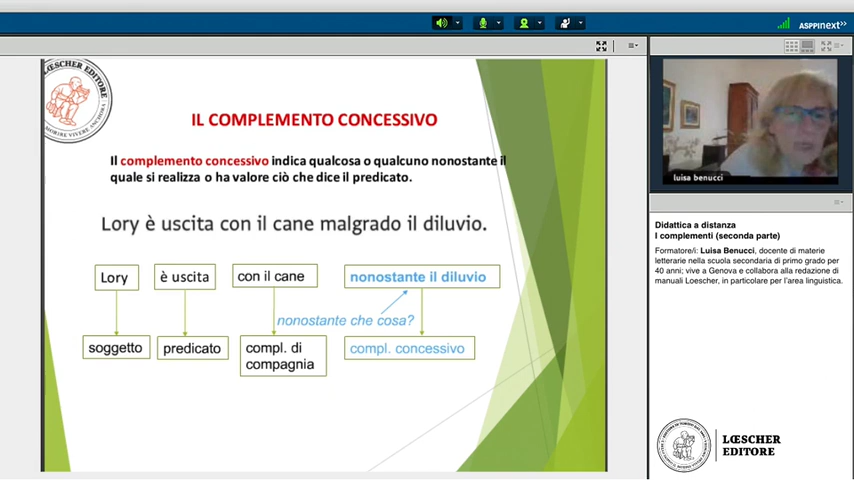 ASPPInext>>
LŒSCHER EDITORE
IL COMPLEMENTO CONCESSIVO
Il complemento concessivo indica qualcosa o qualcuno nonostante il
quale si realizza o ha valore ciò che dice il predicato.
Lory è uscita con il cane malgrado il diluvio.
Lory
è uscita
con il cane
nonostante il diluvio
nonostante che cosa?
soggetto
predicato
compl. di
compagnia
compl. concessivo
luisa benucci
Didattica a distanza
I complementi (seconda parte)
Formatore/i: Luisa Benucci, docente di materie
letterarie nella scuola secondaria di primo grado per
40 anni; vive a Genova e collabora alla redazione di
manuali Loescher, in particolare per l'area linguistica.
LŒSCHER
EDITORE